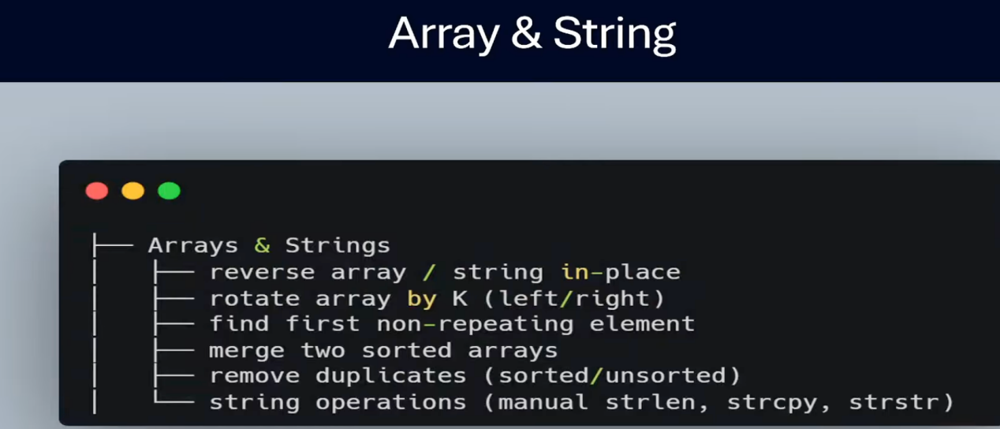 Array & String
├── Arrays & Strings
│   ├── reverse array / string in-place
│   ├── rotate array by K (left/right)
│   ├── find first non-repeating element
│   ├── merge two sorted arrays
│   ├── remove duplicates (sorted/unsorted)
│   └── string operations (manual strlen, strcpy, strstr)